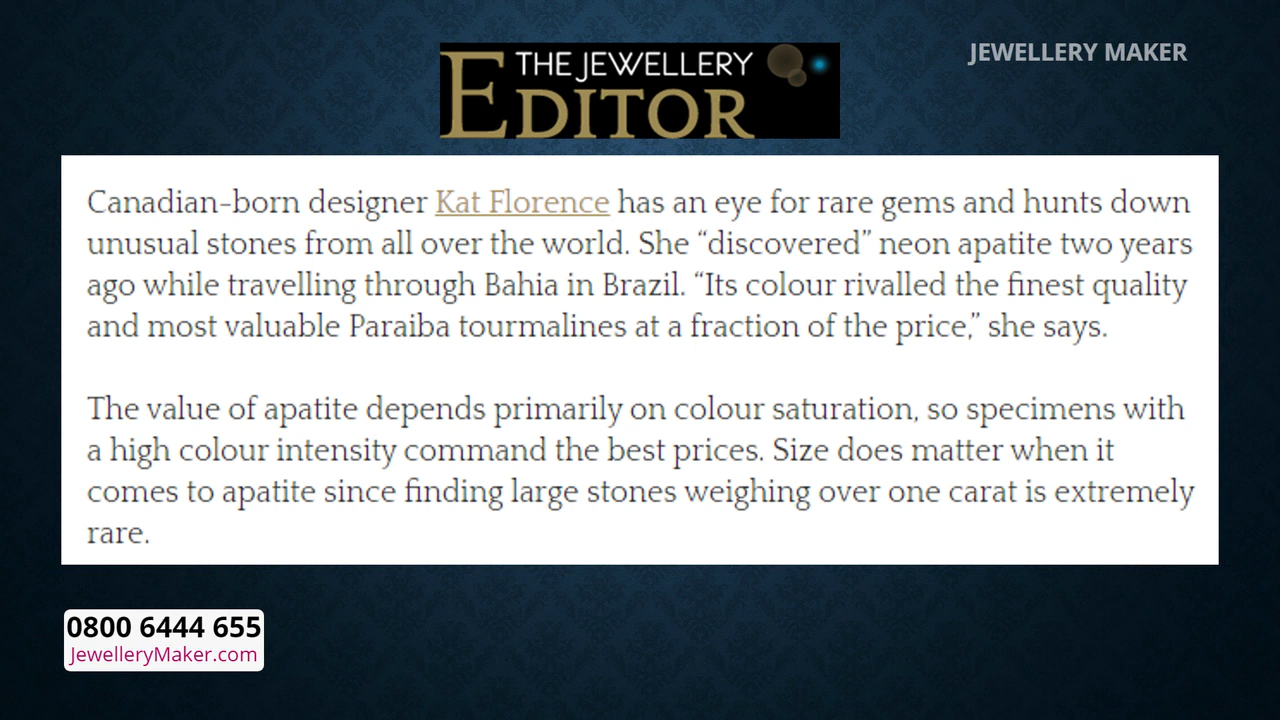 JEWELLERY MAKER
THE JEWELLERY
EDITOR
Canadian-born designer Kat Florence has an eye for rare gems and hunts down
unusual stones from all over the world. She “discovered” neon apatite two years
ago while travelling through Bahia in Brazil. “Its colour rivalled the finest quality
and most valuable Paraiba tourmalines at a fraction of the price,” she says.
The value of apatite depends primarily on colour saturation, so specimens with
a high colour intensity command the best prices. Size does matter when it
comes to apatite since finding large stones weighing over one carat is extremely
rare.
0800 6444 655
JewelleryMaker.com